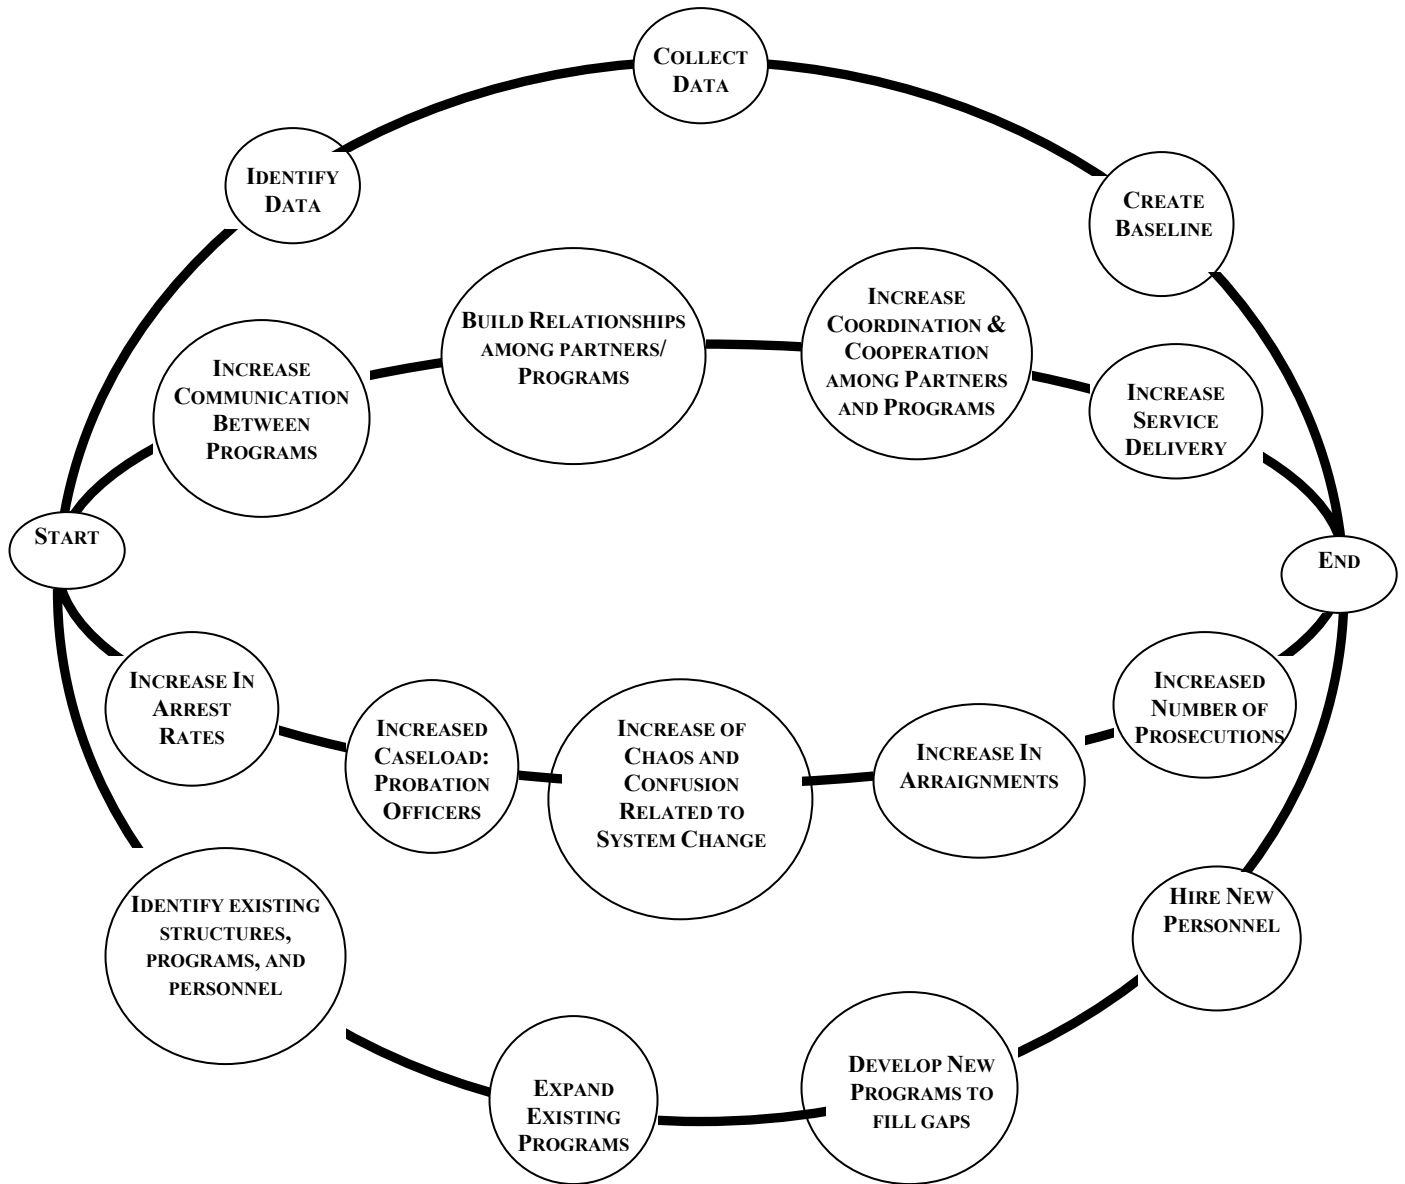 COLLECT
DATA
IDENTIFY
DATA
CREATE
BASELINE
INCREASE
COMMUNICATION
BETWEEN
PROGRAMS
BUILD RELATIONSHIPS
AMONG PARTNERS/
PROGRAMS
INCREASE
COORDINATION &
COOPERATION
AMONG PARTNERS
AND PROGRAMS
INCREASE
SERVICE
DELIVERY
START
END
INCREASE IN
ARREST
RATES
INCREASED
CASELOAD:
PROBATION
OFFICERS
INCREASE OF
CHAOS AND
CONFUSION
RELATED TO
SYSTEM CHANGE
INCREASE IN
ARRAIGNMENTS
INCREASED
NUMBER OF
PROSECUTIONS
IDENTIFY EXISTING
STRUCTURES,
PROGRAMS, AND
PERSONNEL
EXPAND
EXISTING
PROGRAMS
DEVELOP NEW
PROGRAMS TO
FILL GAPS
HIRE NEW
PERSONNEL